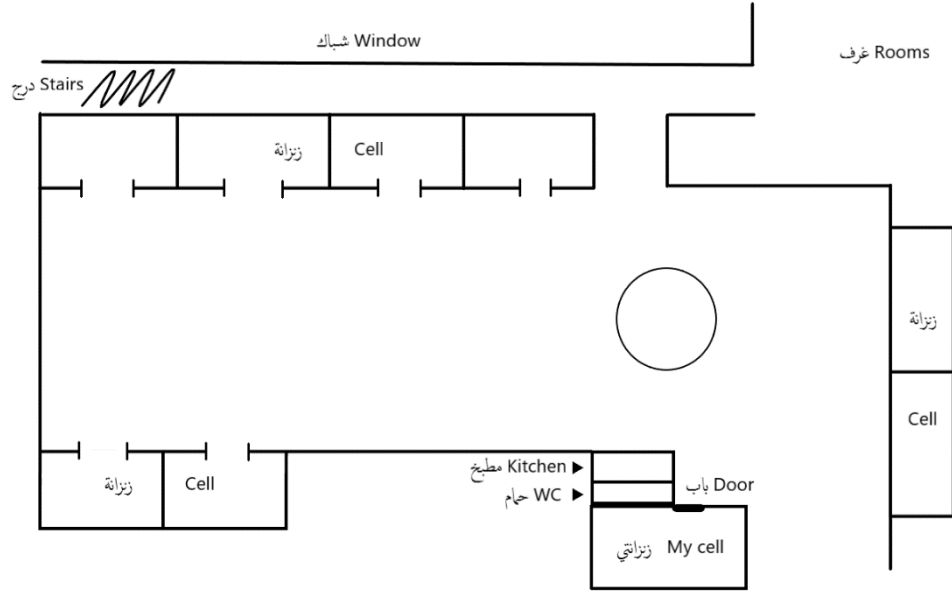 شباك Window
غرف Rooms
درج Stairs
زنزانة Cell
زنزانة
Cell
مطبخ Kitchen
زنزانة Cell
باب Door
حمام WC
زنزانتي My cell